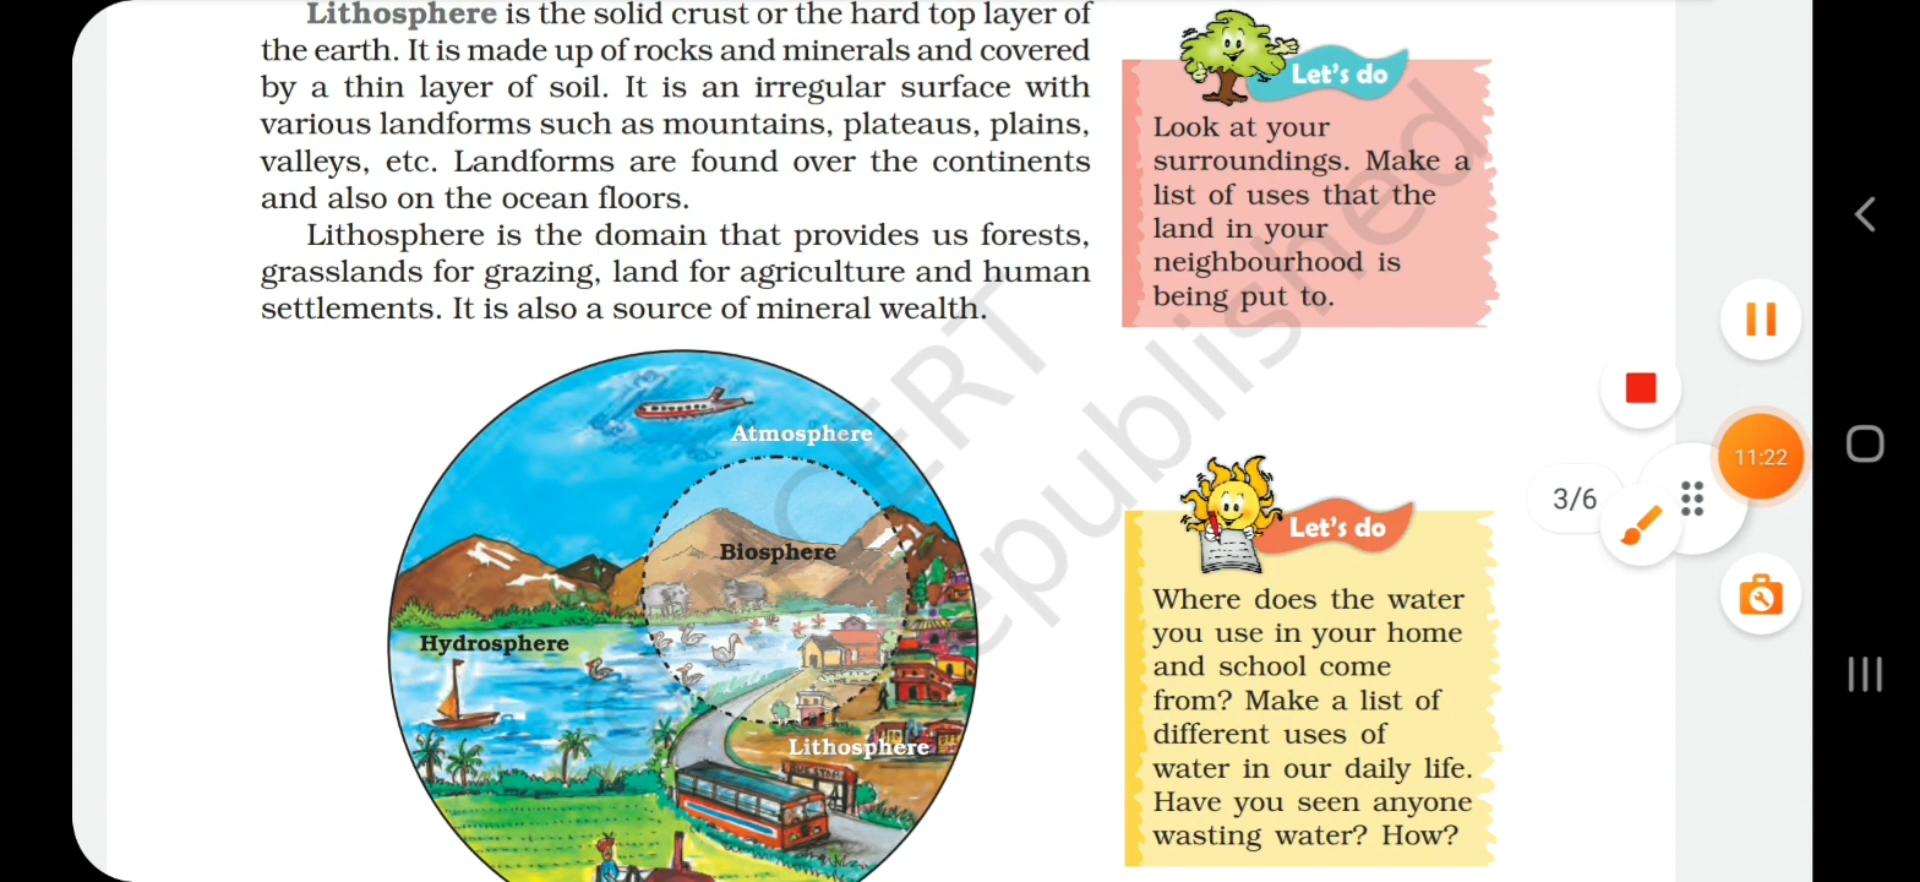 Lithosphere is the solid crust or the hard top layer of
the earth. It is made up of rocks and minerals and covered
by a thin layer of soil. It is an irregular surface with
various landforms such as mountains, plateaus, plains,
valleys, etc. Landforms are found over the continents
and also on the ocean floors.
Lithosphere is the domain that provides us forests,
grasslands for grazing, land for agriculture and human
settlements. It is also a source of mineral wealth.
Atmosphere
Biosphere
Hydrosphere
Lithosphere
BUS STOP
Let's do
Look at your
surroundings. Make a
list of uses that the
land in your
neighbourhood is
being put to.
Let's do
Where does the water
you use in your home
and school come
from? Make a list of
different uses of
water in our daily life.
Have you seen anyone
wasting water? How?
3/6
11:22